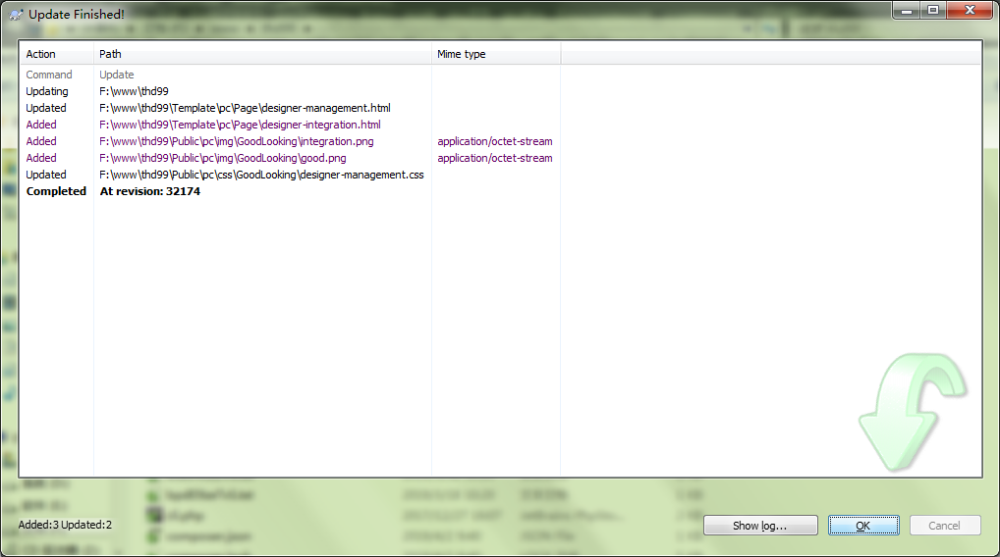 Update Finished!
Action Path Mime type
Command Update
Updating F:\www\thd99
Updated F:\www\thd99\Template\pc\Page\designer-management.html
Added F:\www\thd99\Template\pc\Page\designer-integration.html
Added F:\www\thd99\Public\pc\img\GoodLooking\integration.png application/octet-stream
Added F:\www\thd99\Public\pc\img\GoodLooking\good.png application/octet-stream
Updated F:\www\thd99\Public\pc\css\GoodLooking\designer-management.css
Completed At revision: 32174
Added:3 Updated:2
Show log... OK Cancel